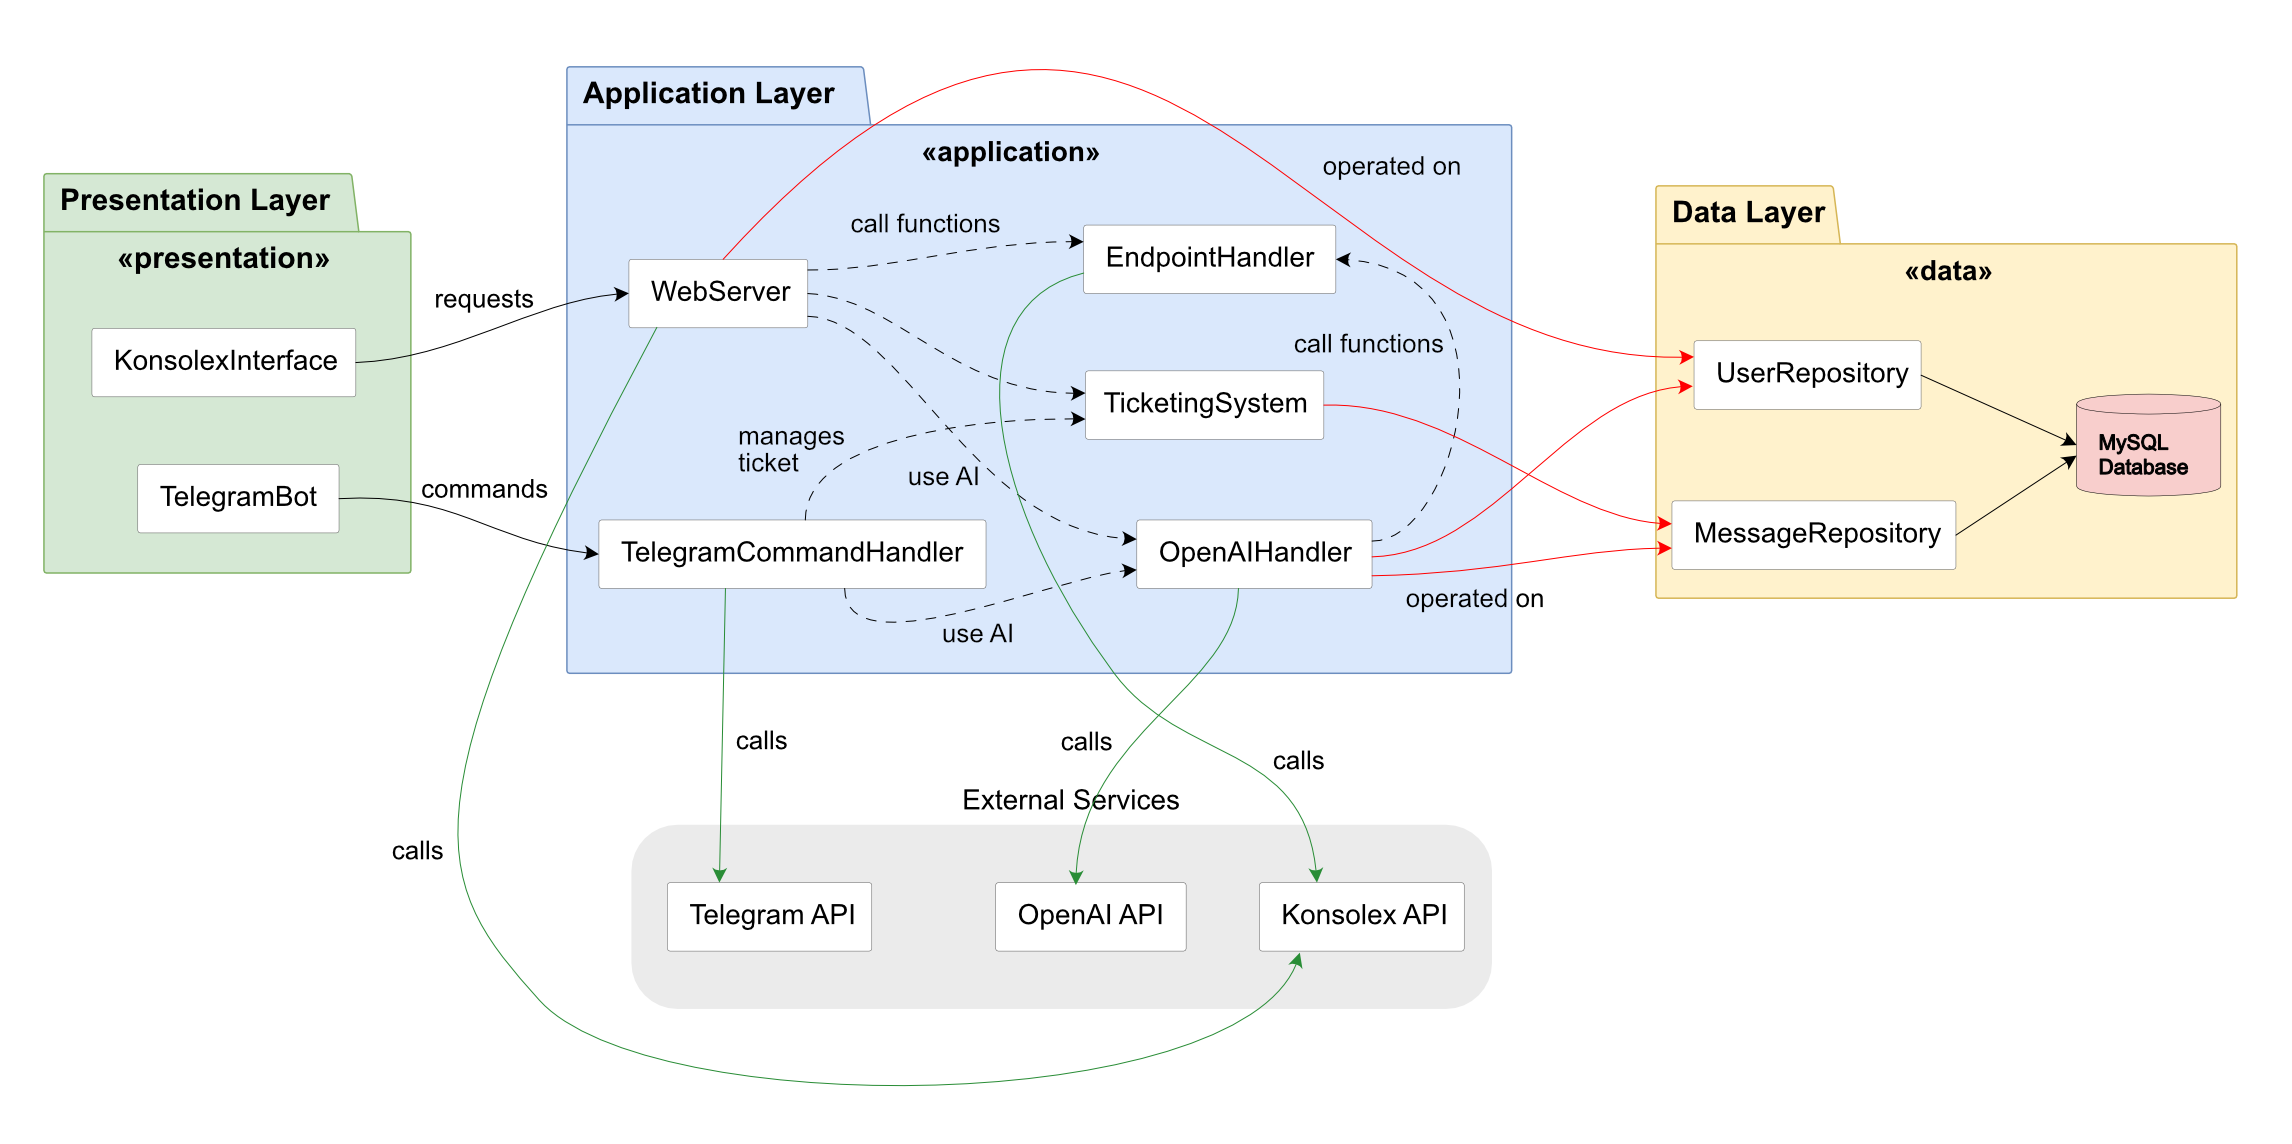 Application Layer
«application»
operated on
Presentation Layer
«presentation»
Data Layer
«data»
call functions
EndpointHandler
WebServer
requests
KonsolexInterface
call functions
UserRepository
TicketingSystem
manages
ticket
MySQL
Database
use AI
commands
TelegramBot
TelegramCommandHandler
OpenAIHandler
MessageRepository
operated on
use AI
calls
calls
calls
External Services
calls
Telegram API
OpenAI API
Konsolex API